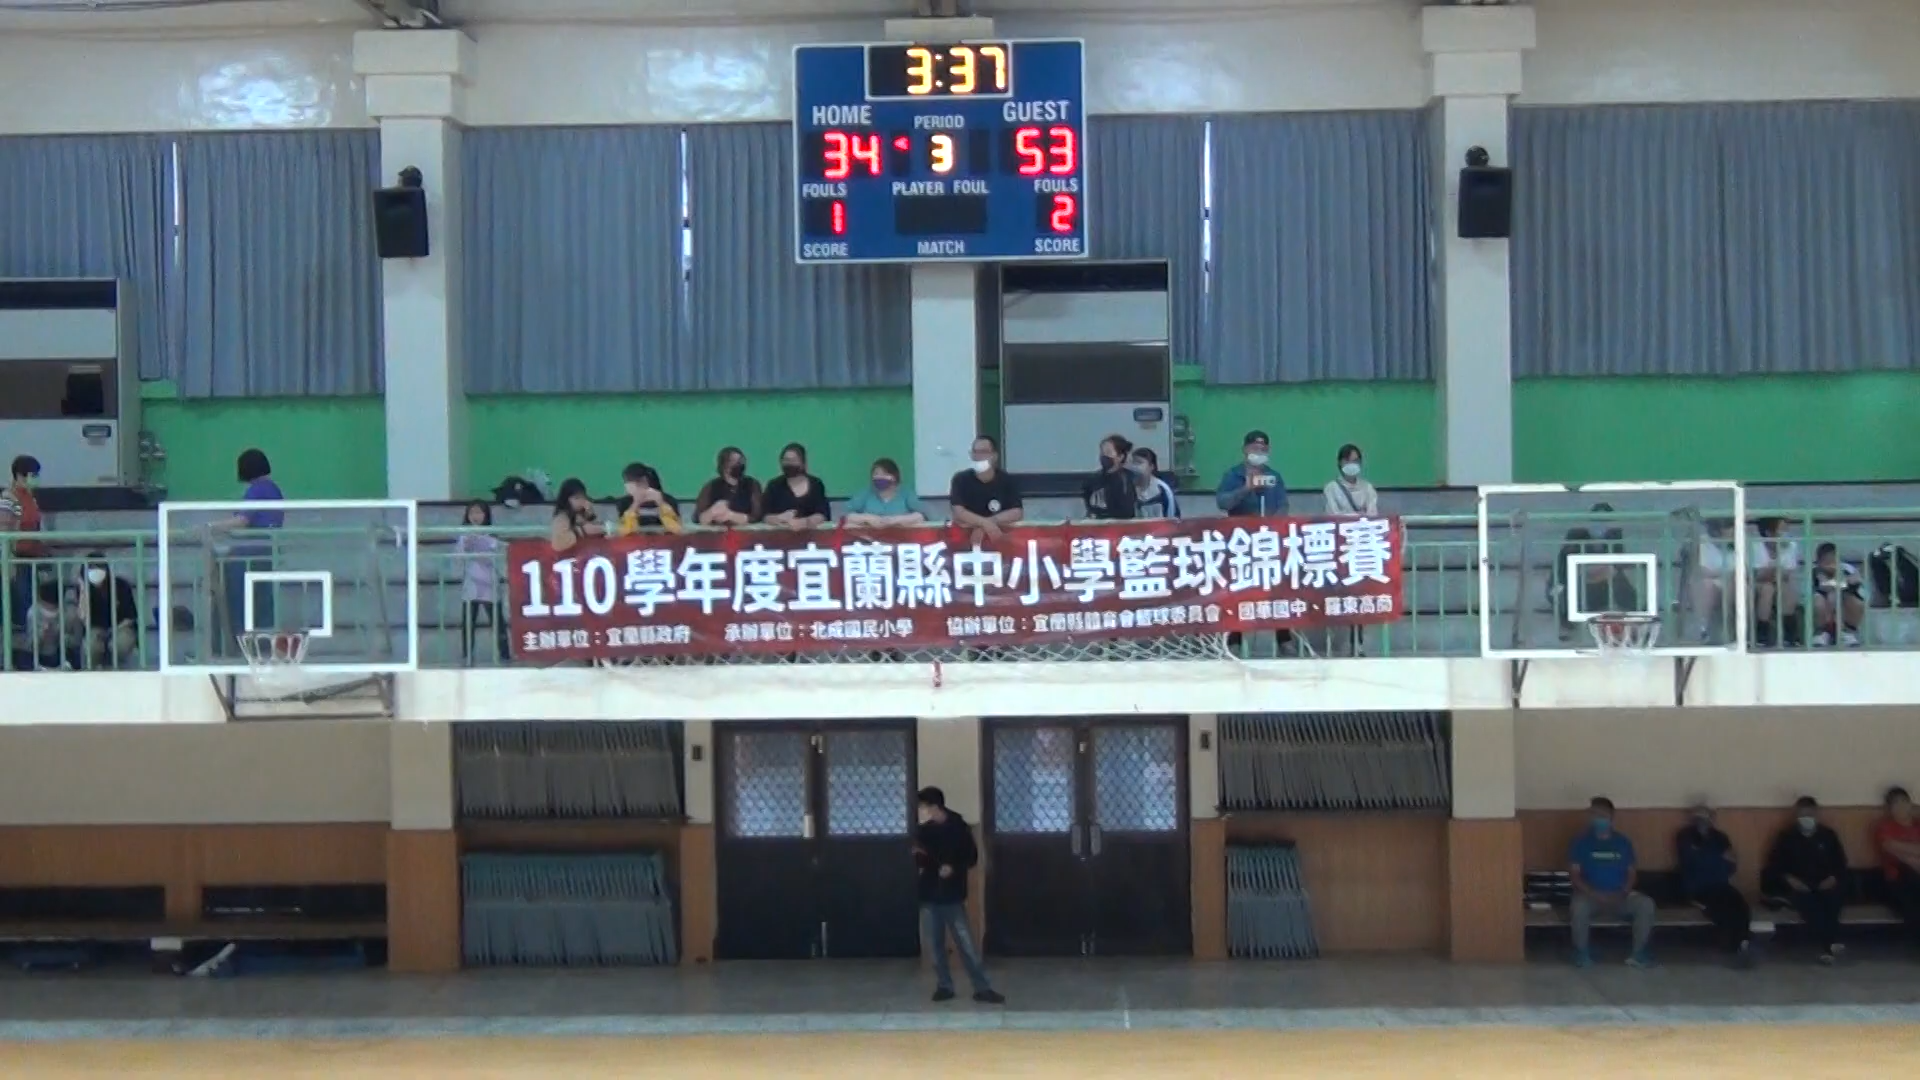 3:37
HOME PERIOD GUEST
34 3 53
FOULS PLAYER FOUL FOULS
1 2
SCORE MATCH SCORE
110學年度宜蘭縣中小學籃球錦標賽
主辦單位：宜蘭縣政府 承辦單位：北成國民小學 協辦單位：宜蘭縣體育會籃球委員會、國華國中、羅東高商